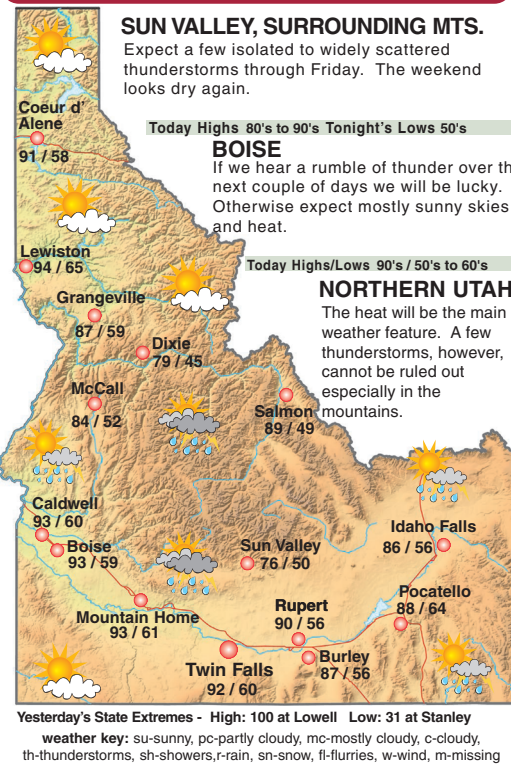 SUN VALLEY, SURROUNDING MTS.
Expect a few isolated to widely scattered
thunderstorms through Friday. The weekend
looks dry again.
Today Highs 80's to 90's Tonight's Lows 50's
BOISE
If we hear a rumble of thunder over th
next couple of days we will be lucky.
Otherwise expect mostly sunny skies
and heat.
Today Highs/Lows 90's / 50's to 60's
NORTHERN UTAH
The heat will be the main
weather feature. A few
thunderstorms, however,
cannot be ruled out
especially in the
mountains.
Coeur d'
Alene
91 / 58
Lewiston
94 / 65
Grangeville
87 / 59
Dixie
79 / 45
McCall
84 / 52
Salmon
89 / 49
Caldwell
93 / 60
Boise
93 / 59
Sun Valley
76 / 50
Idaho Falls
86 / 56
Mountain Home
93 / 61
Rupert
90 / 56
Pocatello
88 / 64
Twin Falls
92 / 60
Burley
87 / 56
Yesterday's State Extremes - High: 100 at Lowell Low: 31 at Stanley
weather key: su-sunny, pc-partly cloudy, mc-mostly cloudy, c-cloudy,
th-thunderstorms, sh-showers,r-rain, sn-snow, fl-flurries, w-wind, m-missing